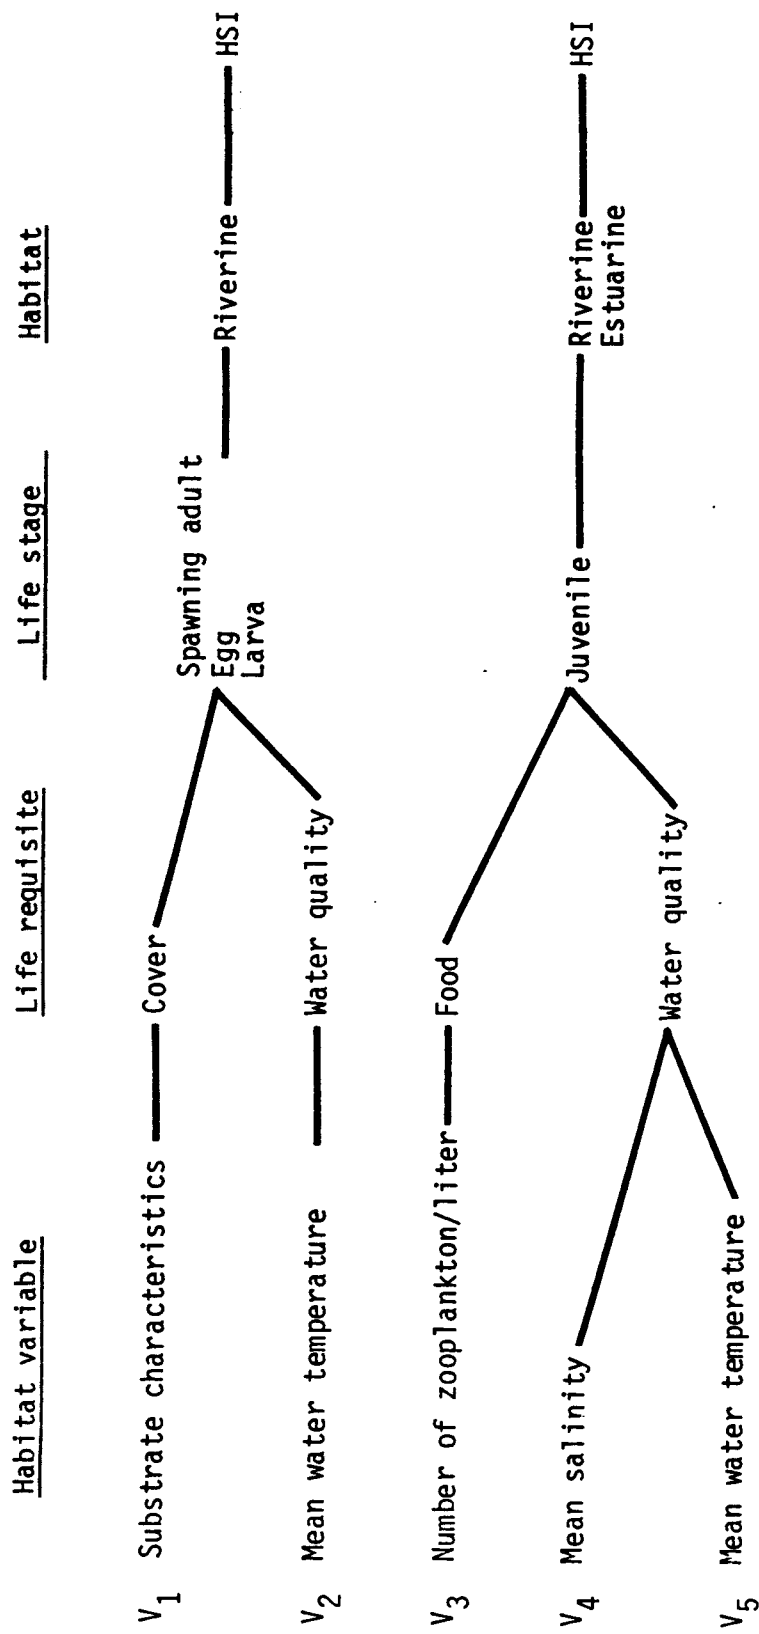 Habitat variable Life requisite Life stage Habitat
V1 Substrate characteristics Cover
Spawning adult
Egg Riverine HSI
Larva
V2 Mean water temperature Water quality
V3 Number of zooplankton/liter Food
V4 Mean salinity Juvenile Riverine HSI
Estuarine
Water quality
V5 Mean water temperature